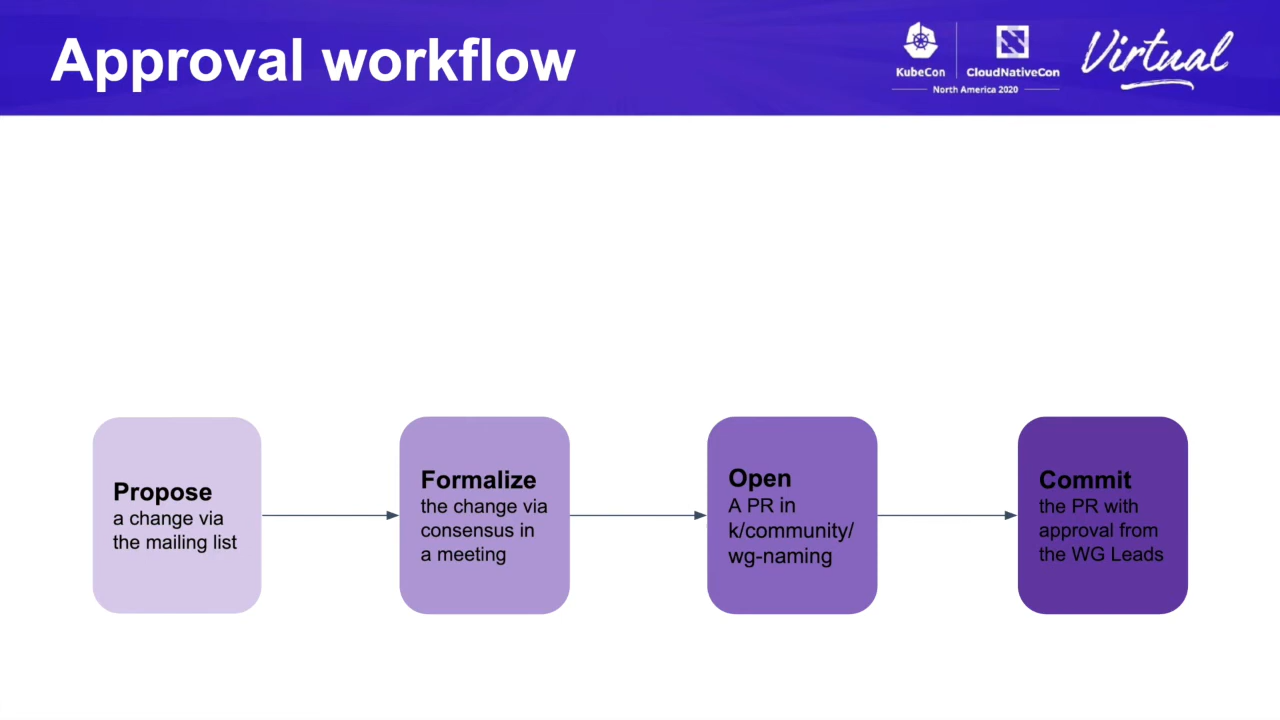 Approval workflow
KubeCon
CloudNativeCon
North America 2020
Virtual
Propose
a change via
the mailing list
Formalize
the change via
consensus in
a meeting
Open
A PR in
k/community/
wg-naming
Commit
the PR with
approval from
the WG Leads